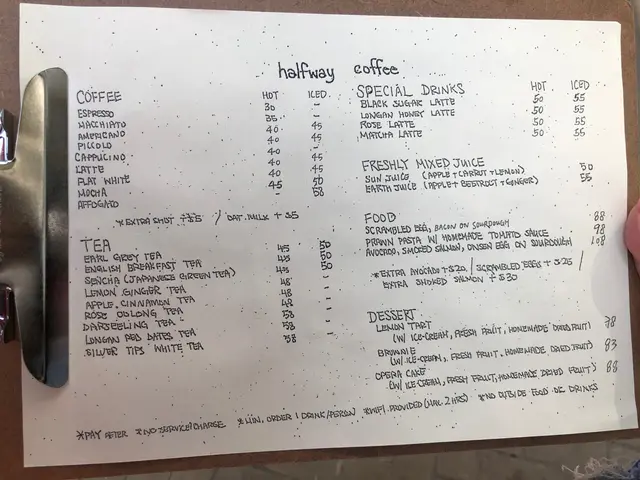 halfway coffee
COFFEE HOT ICED
ESPRESSO 30 -
MACCHIATO 35 -
AMERICANO 40 45
PICCOLO 40 -
CAPPUCINO 40 45
LATTE 40 45
FLAT WHITE 40 45
MOCHA 45 50
AFFOGATO - 58
*EXTRA SHOT / OAT MILK + $5
TEA
EARL GREY TEA 45 50
ENGLISH BREAKFAST TEA 45 50
SENCHA (JAPANESE GREEN TEA) 45 50
LEMON GINGER TEA 48 -
APPLE CINNAMON TEA 48 -
ROSE OOLONG TEA 48 -
DARJEELING TEA 58 -
LONGAN RED DATES TEA 58 -
SILVER TIPS WHITE TEA 58 -
SPECIAL DRINKS HOT ICED
BLACK SUGAR LATTE 50 55
LONGAN HONEY LATTE 50 55
ROSE LATTE 50 55
MATCHA LATTE 50 55
FRESHLY MIXED JUICE
SUN JUICE (APPLE + CARROT + LEMON) 50
EARTH JUICE (APPLE + BEETROOT + GINGER) 55
FOOD
SCRAMBLED EGG, BACON ON SOURDOUGH 88
PRAWN PASTA W/ HOMEMADE TOMATO SAUCE 98
AVOCADO, SMOKED SALMON, ONSEN EGG ON SOURDOUGH 108
*EXTRA AVOCADO + $20 / SCRAMBLED EGGS + $25 /
EXTRA SMOKED SALMON + $30
DESSERT
LEMON TART 78
(W/ ICE-CREAM, FRESH FRUIT, HOMEMADE DRIED FRUIT)
BROWNIE 83
(W/ ICE-CREAM, FRESH FRUIT, HOMEMADE DRIED FRUIT)
OPERA CAKE 88
(W/ ICE CREAM, FRESH FRUIT, HOMEMADE DRIED FRUIT)
*PAY AFTER *NO SERVICE CHARGE *MIN. ORDER 1 DRINK/PERSON *WIFI PROVIDED (MAX. 2 HRS) *NO OUTSIDE FOOD OR DRINKS